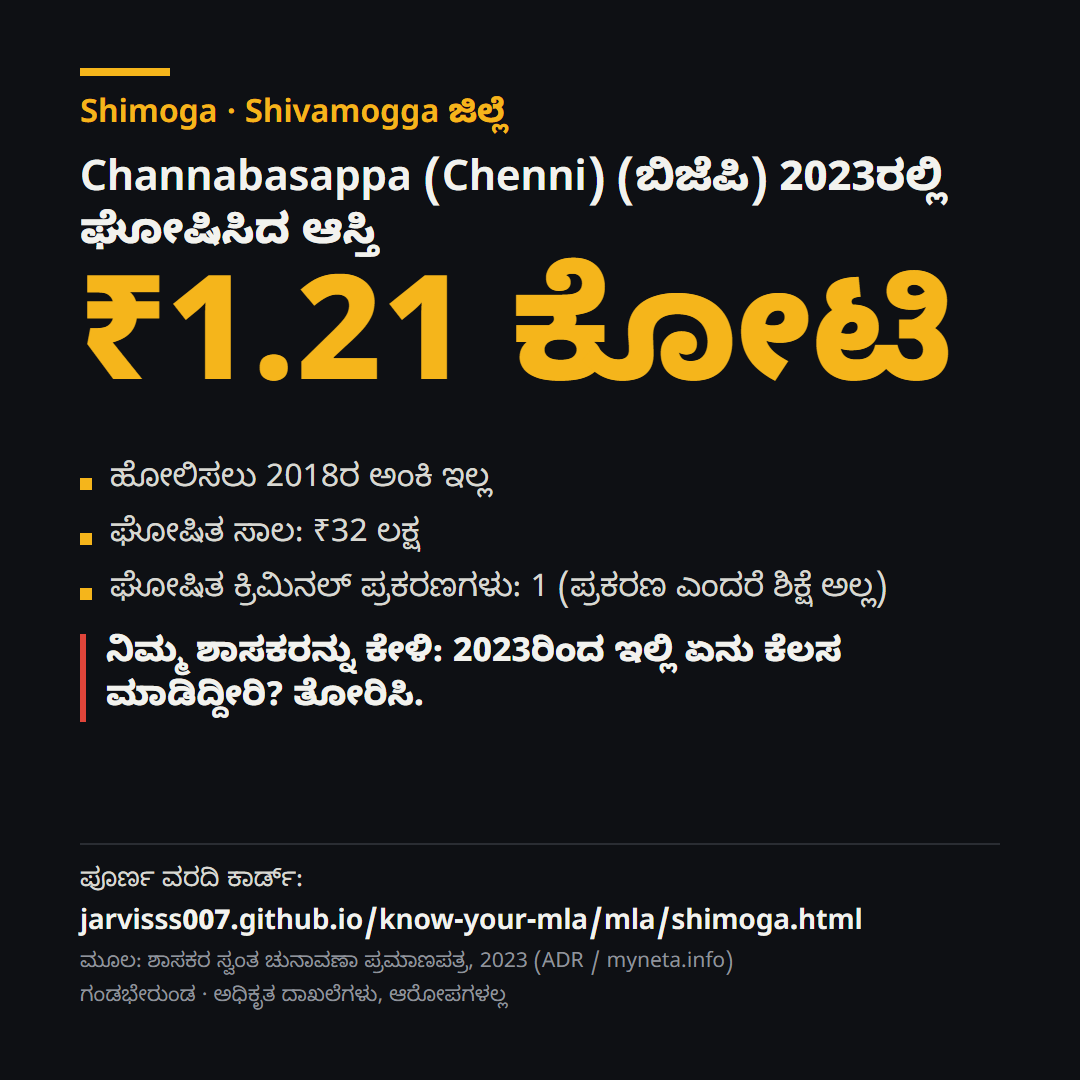 Shimoga · Shivamogga ಜಿಲ್ಲೆ
Channabasappa (Chenni) (ಬಿಜೆಪಿ) 2023ರಲ್ಲಿ
ಘೋಷಿಸಿದ ಆಸ್ತಿ
₹1.21 ಕೋಟಿ
ಹೋಲಿಸಲು 2018ರ ಅಂಕಿ ಇಲ್ಲ
ಘೋಷಿತ ಸಾಲ: ₹32 ಲಕ್ಷ
ಘೋಷಿತ ಕ್ರಿಮಿನಲ್ ಪ್ರಕರಣಗಳು: 1 (ಪ್ರಕರಣ ಎಂದರೆ ಶಿಕ್ಷೆ ಅಲ್ಲ)
ನಿಮ್ಮ ಶಾಸಕರನ್ನು ಕೇಳಿ: 2023ರಿಂದ ಇಲ್ಲಿ ಏನು ಕೆಲಸ
ಮಾಡಿದ್ದೀರಿ? ತೋರಿಸಿ.
ಪೂರ್ಣ ವರದಿ ಕಾರ್ಡ್:
jarvisss007.github.io/know-your-mla/mla/shimoga.html
ಮೂಲ: ಶಾಸಕರ ಸ್ವಂತ ಚುನಾವಣಾ ಪ್ರಮಾಣಪತ್ರ, 2023 (ADR / myneta.info)
ಗಂಡಭೇರುಂಡ · ಅಧಿಕೃತ ದಾಖಲೆಗಳು, ಆರೋಪಗಳಲ್ಲ